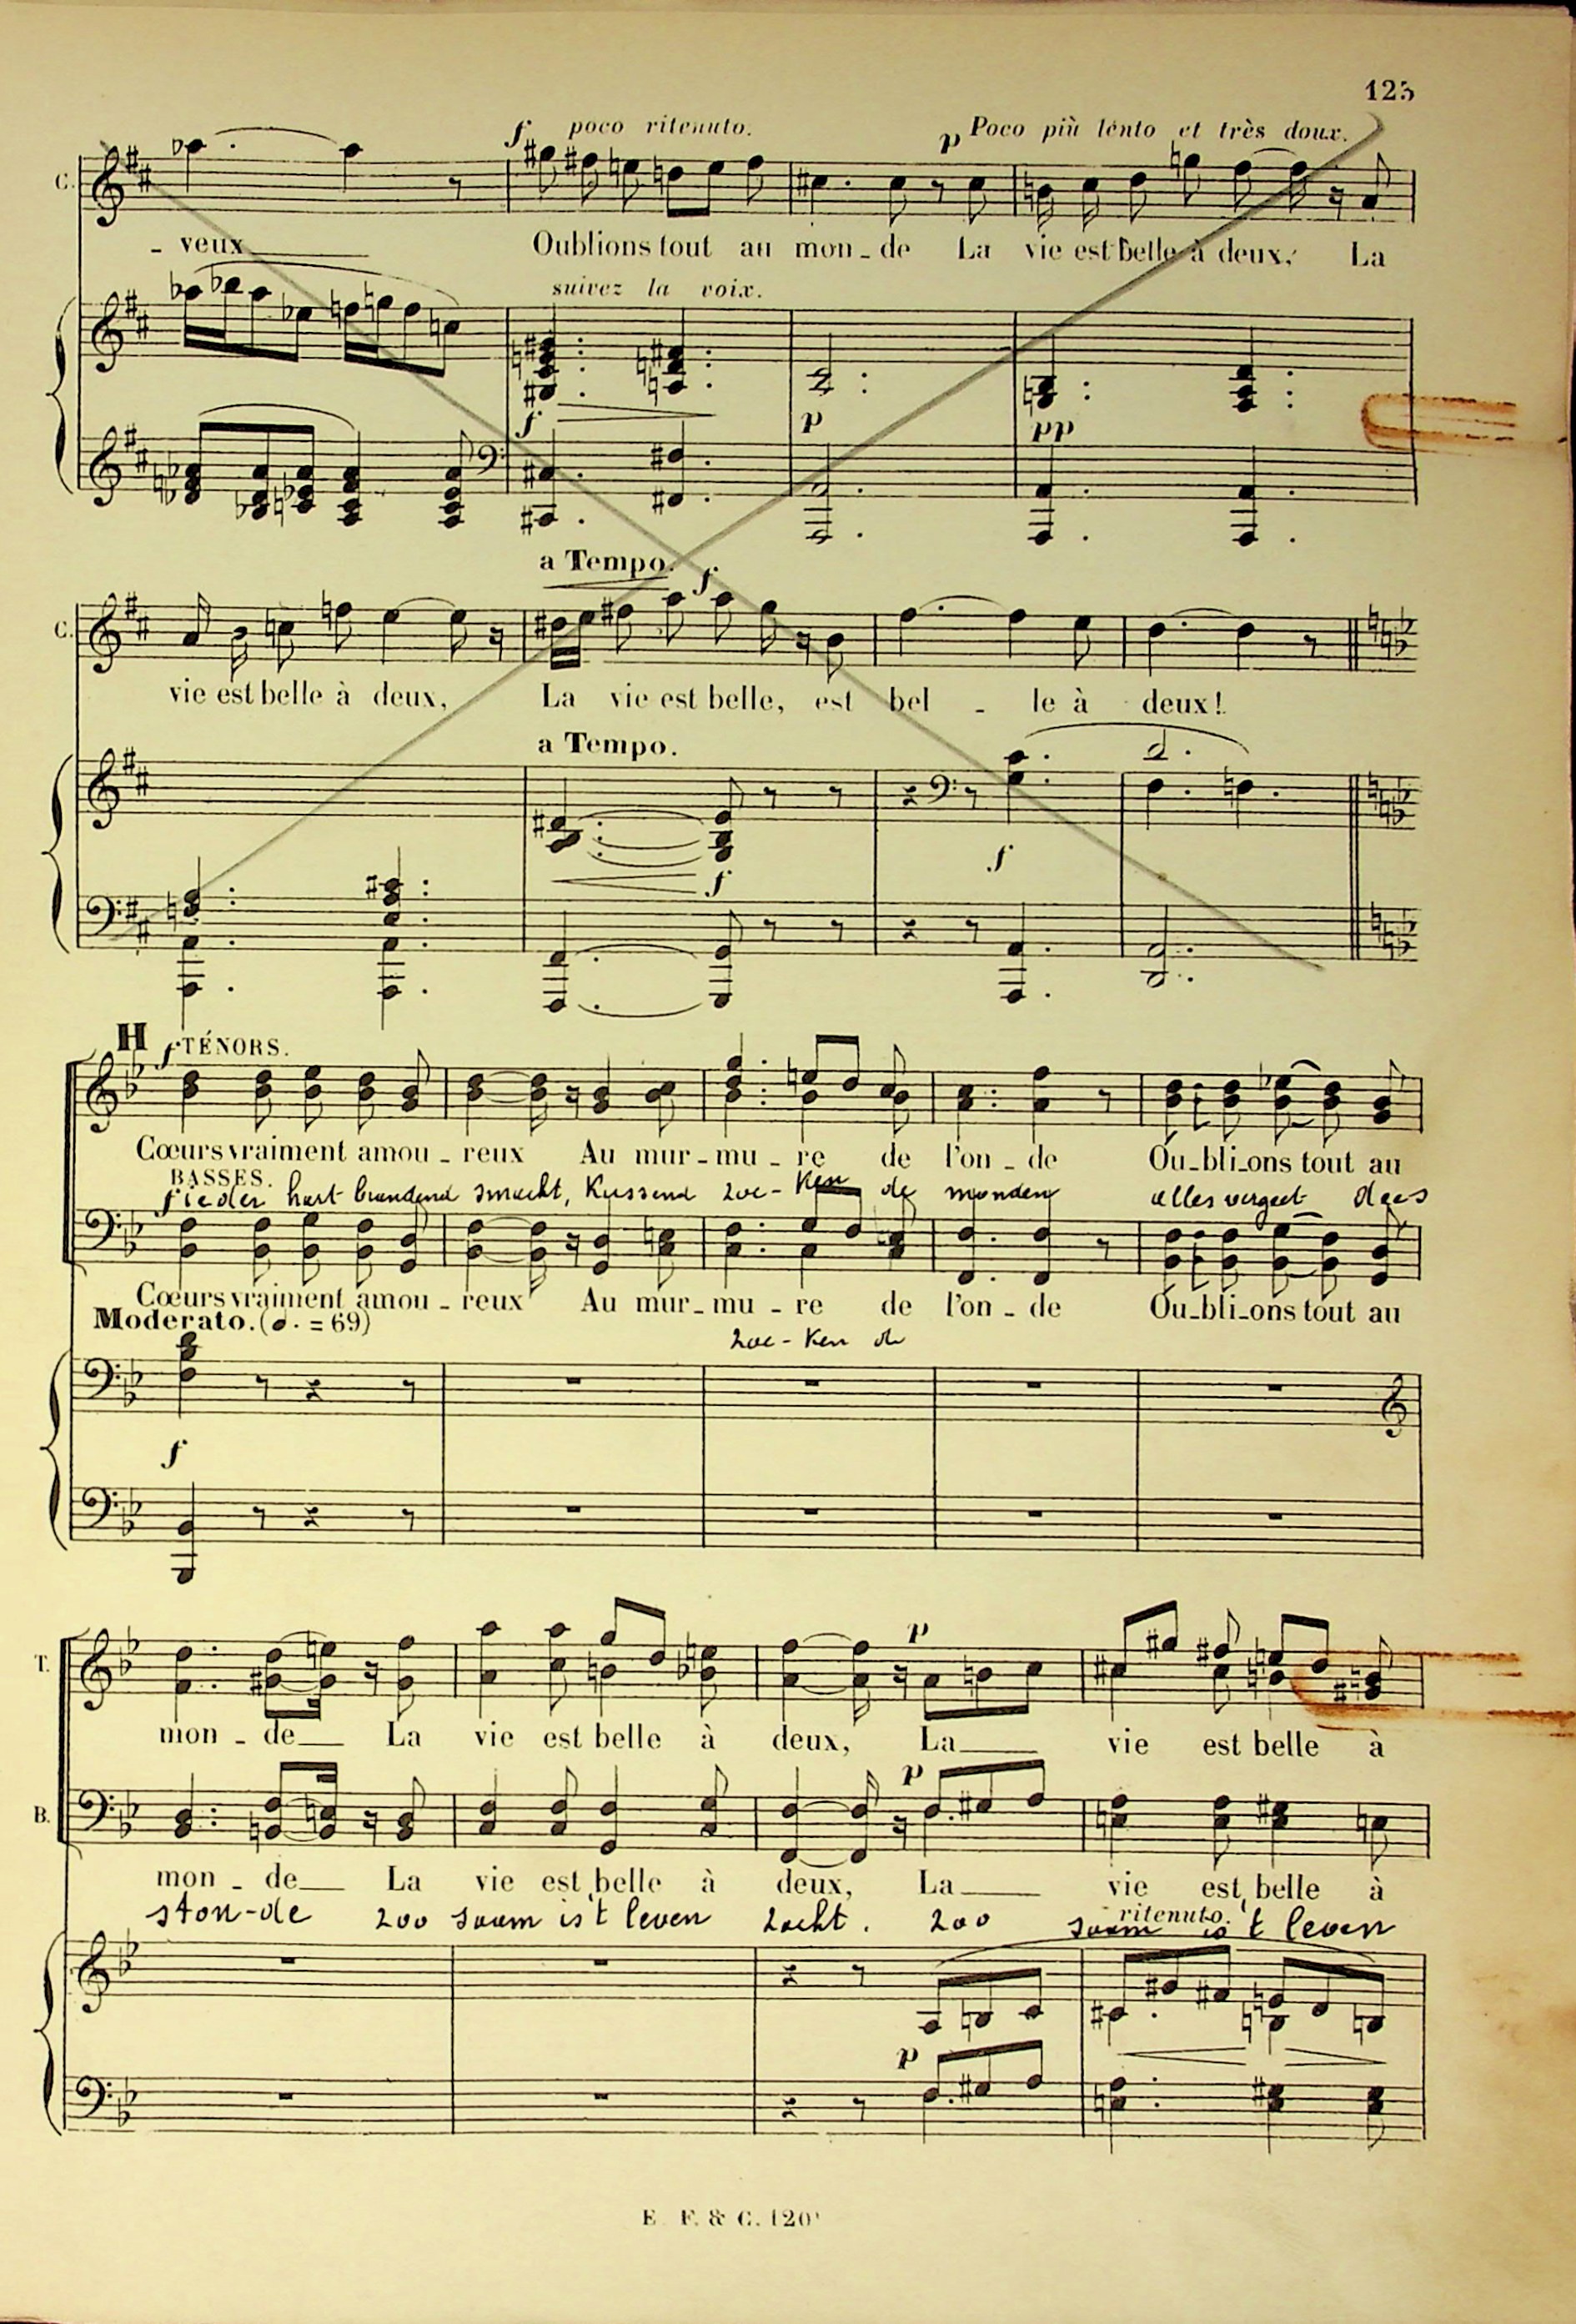 125
f poco ritenuto. p Poco più lento et très doux.
C.
- veux Oublions tout au mon - de La vie est belle à deux, La
suivez la voix.
f p pp
a Tempo. f
C.
vie est belle à deux, La vie est belle, est bel - le à deux!
a Tempo.
f f
H f TÉNORS.
Cœurs vraiment amou - reux Au mur - mu - re de l'on - de Ou - bli - ons tout au
BASSES.
ieder hart brandend smacht, Kussend zoe - Ken de monden alles vergeet dees
f
Cœurs vraiment amou - reux Au mur - mu - re de l'on - de Ou - bli - ons tout au
Moderato. (♩. = 69)
zoe - Ken de
f
p
T.
mon - de La vie est belle à deux, La vie est belle à
p
B.
mon - de La vie est belle à deux, La vie est belle à
ston-de zoo zaam is 't leven zacht. zoo zaam is 't leven
ritenuto.
p
E. F. & C. 120